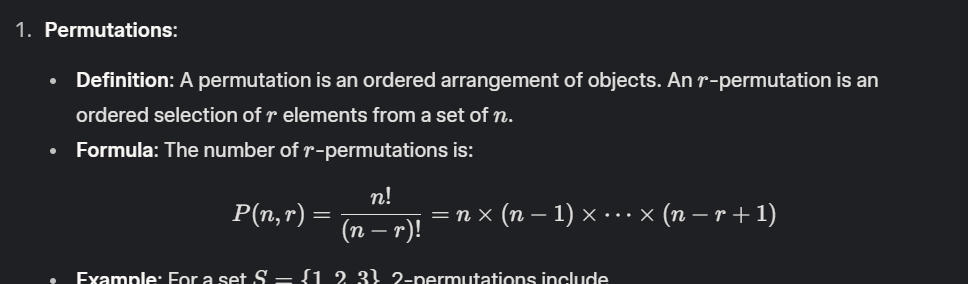 1. Permutations:
• Definition: A permutation is an ordered arrangement of objects. An r-permutation is an
ordered selection of r elements from a set of n.
• Formula: The number of r-permutations is:
P(n, r) = n! / (n − r)! = n × (n − 1) × ⋯ × (n − r + 1)
• Example: For a set S = {1, 2, 3}, 2-permutations include